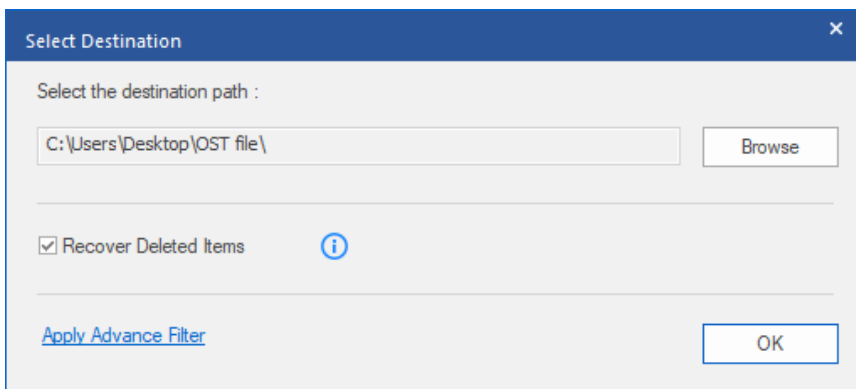 Select Destination
Select the destination path :
C:\Users\Desktop\OST file\
Browse
Recover Deleted Items
Apply Advance Filter
OK